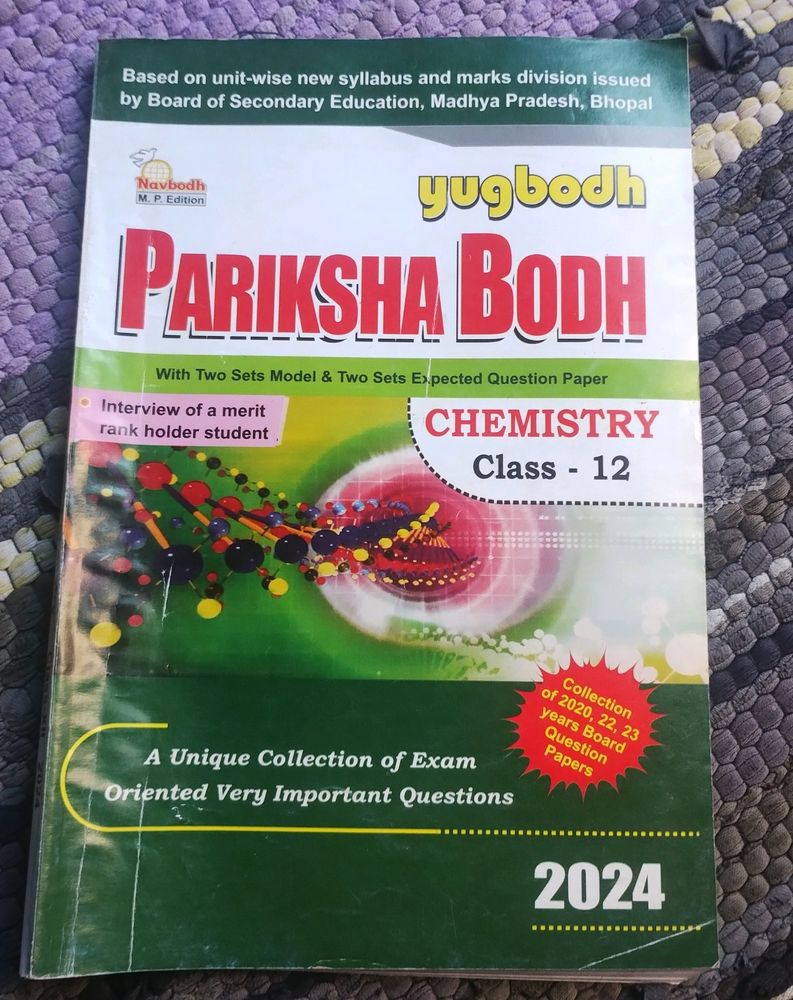 Based on unit-wise new syllabus and marks division issued
by Board of Secondary Education, Madhya Pradesh, Bhopal
Navbodh
M. P. Edition
yugbodh
PARIKSHA BODH
With Two Sets Model & Two Sets Expected Question Paper
Interview of a merit
rank holder student
CHEMISTRY
Class - 12
Collection
of 2020, 22, 23
years Board
Question
Papers
A Unique Collection of Exam
Oriented Very Important Questions
2024